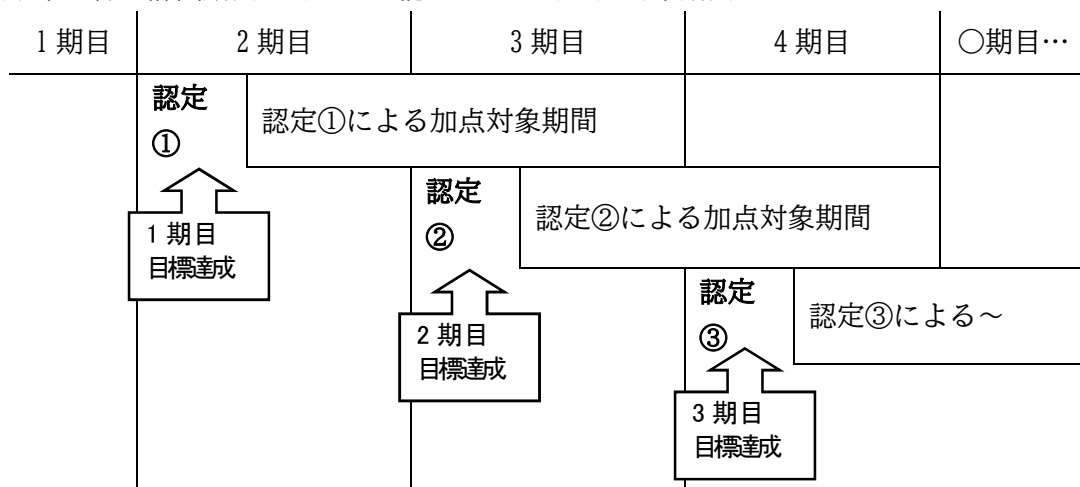 1期目
2期目
3期目
4期目
○期目…
認定
①
認定①による加点対象期間
認定
②
認定②による加点対象期間
1期目
目標達成
認定
③
認定③による～
2期目
目標達成
3期目
目標達成